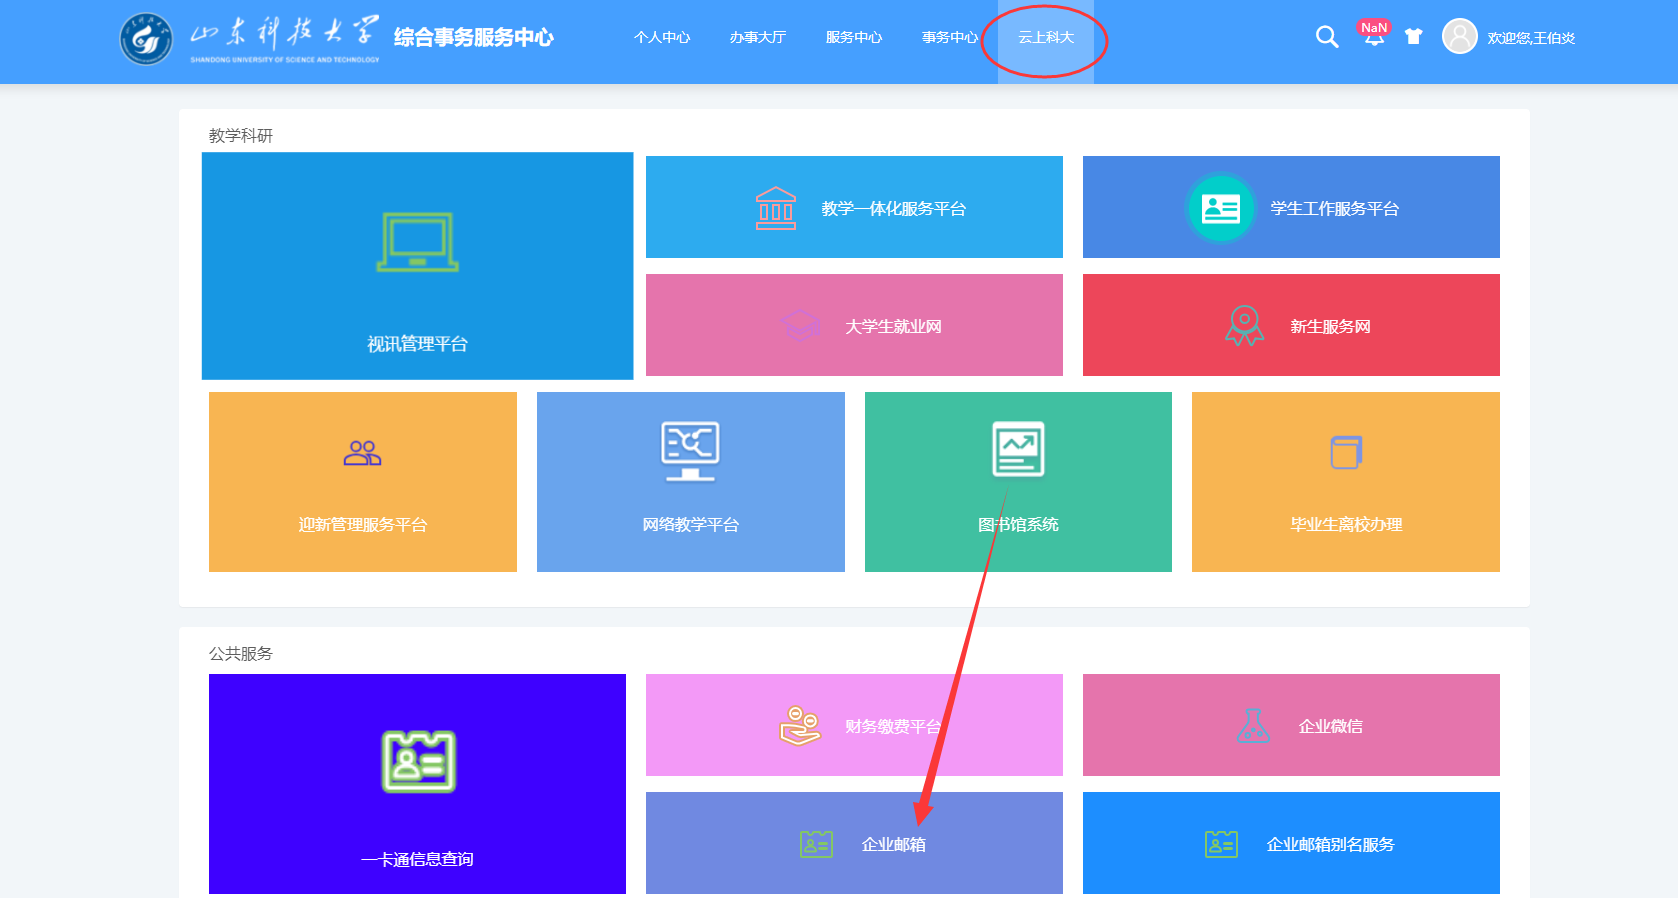 山东科技大学
SHANDONG UNIVERSITY OF SCIENCE AND TECHNOLOGY
综合事务服务中心
个人中心
办事大厅
服务中心
事务中心
云上科大
NaN
欢迎您,王伯炎
教学科研
视讯管理平台
教学一体化服务平台
学生工作服务平台
大学生就业网
新生服务网
迎新管理服务平台
网络教学平台
图书馆系统
毕业生离校办理
公共服务
一卡通信息查询
财务缴费平台
企业微信
企业邮箱
企业邮箱别名服务